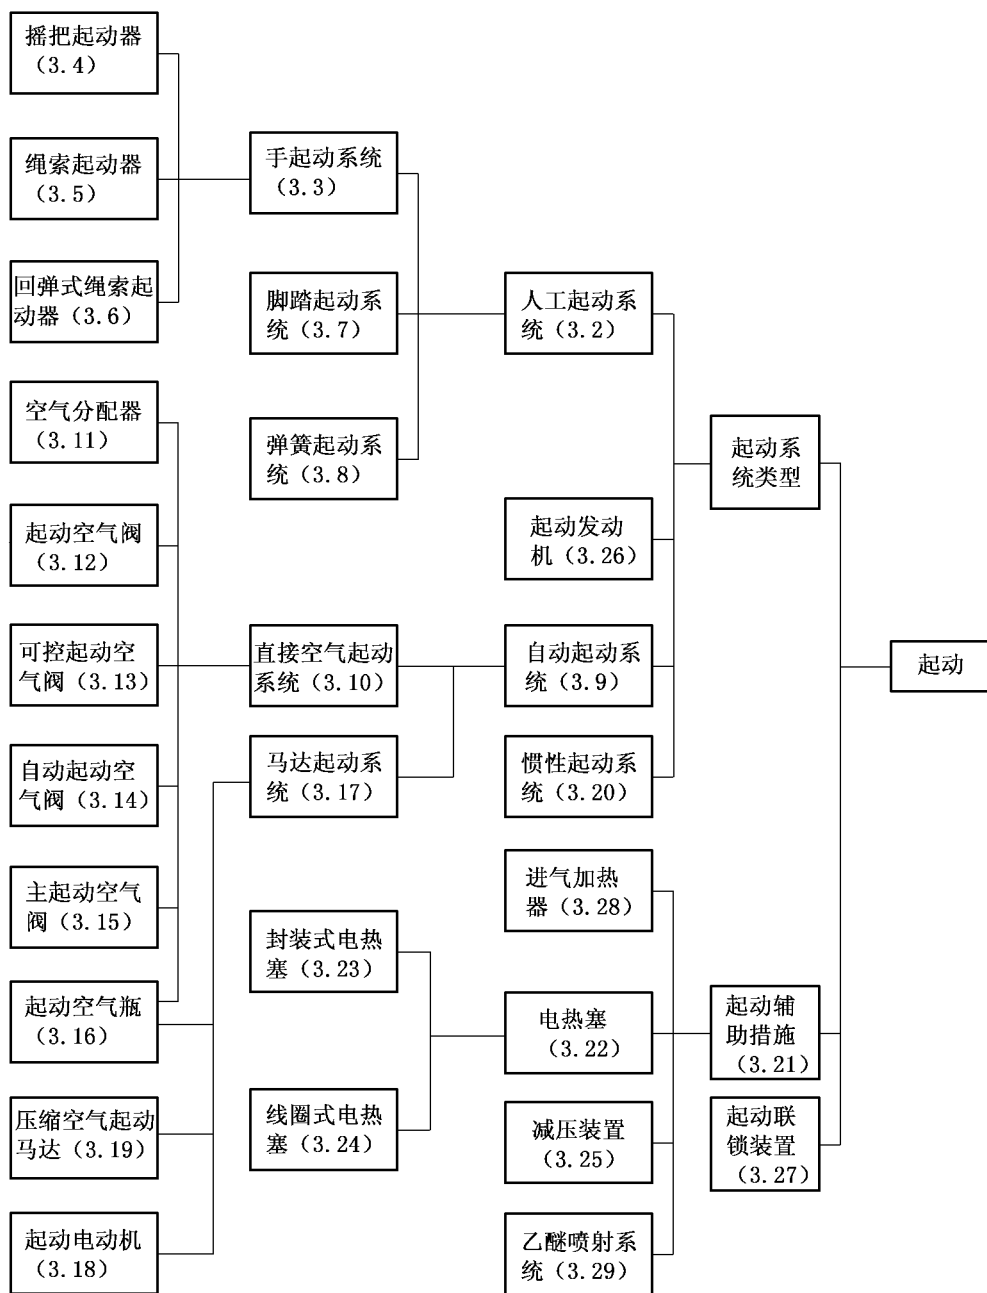 摇把起动器
（3.4）
绳索起动器
（3.5）
回弹式绳索起
动器（3.6）
空气分配器
（3.11）
起动空气阀
（3.12）
可控起动空
气阀（3.13）
自动起动空
气阀（3.14）
主起动空气
阀（3.15）
起动空气瓶
（3.16）
压缩空气起动
马达（3.19）
起动电动机
（3.18）
手起动系统
（3.3）
脚踏起动系
统（3.7）
弹簧起动系
统（3.8）
直接空气起动
系统（3.10）
马达起动系
统（3.17）
封装式电热
塞（3.23）
线圈式电热
塞（3.24）
人工起动系
统（3.2）
起动发动
机（3.26）
自动起动系
统（3.9）
惯性起动系
统（3.20）
进气加热
器（3.28）
电热塞
（3.22）
减压装置
（3.25）
乙醚喷射系
统（3.29）
起动系
统类型
起动辅
助措施
（3.21）
起动联
锁装置
（3.27）
起动